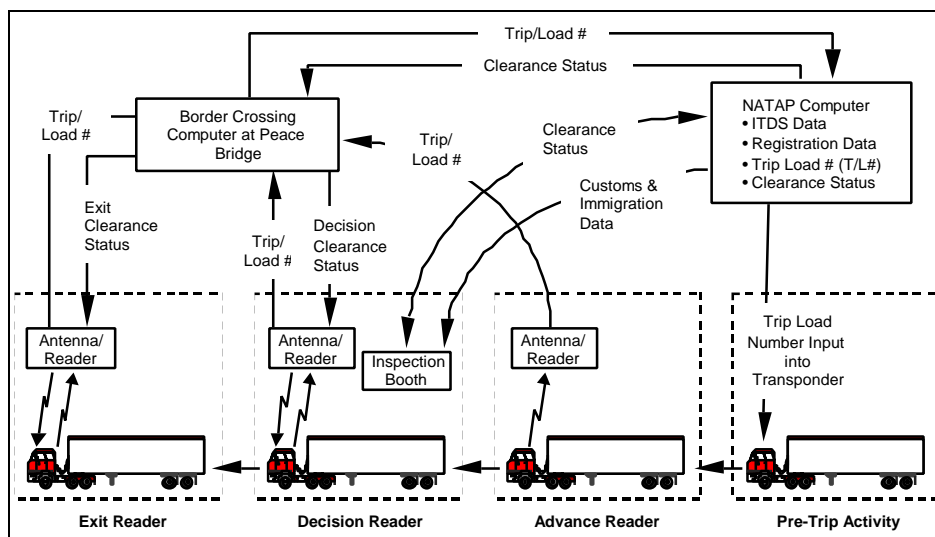 Trip/Load #
Clearance Status
Trip/
Load #
Border Crossing
Computer at Peace
Bridge
Trip/
Load #
Clearance
Status
NATAP Computer
• ITDS Data
• Registration Data
• Trip Load # (T/L#)
• Clearance Status
Customs &
Immigration
Data
Exit
Clearance
Status
Trip/
Load #
Decision
Clearance
Status
Antenna/
Reader
Antenna/
Reader
Inspection
Booth
Antenna/
Reader
Trip Load
Number Input
into
Transponder
Exit Reader
Decision Reader
Advance Reader
Pre-Trip Activity